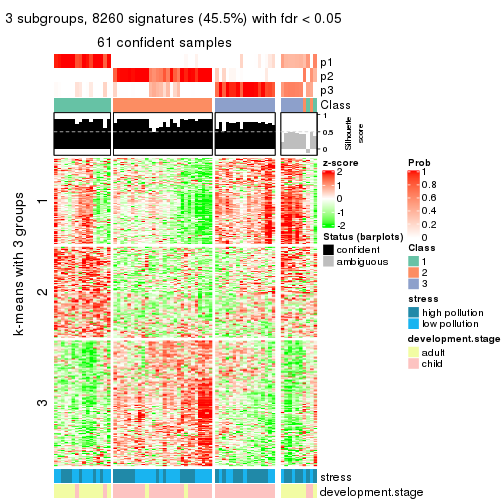 3 subgroups, 8260 signatures (45.5%) with fdr < 0.05
61 confident samples
p1
p2
p3
Class
1
0.5
0
Silhouette
score
k-means with 3 groups
1
2
3
z-score
2
1
0
-1
-2
Status (barplots)
confident
ambiguous
Prob
1
0.8
0.6
0.4
0.2
0
Class
1
2
3
stress
high pollution
low pollution
development.stage
adult
child
stress
development.stage